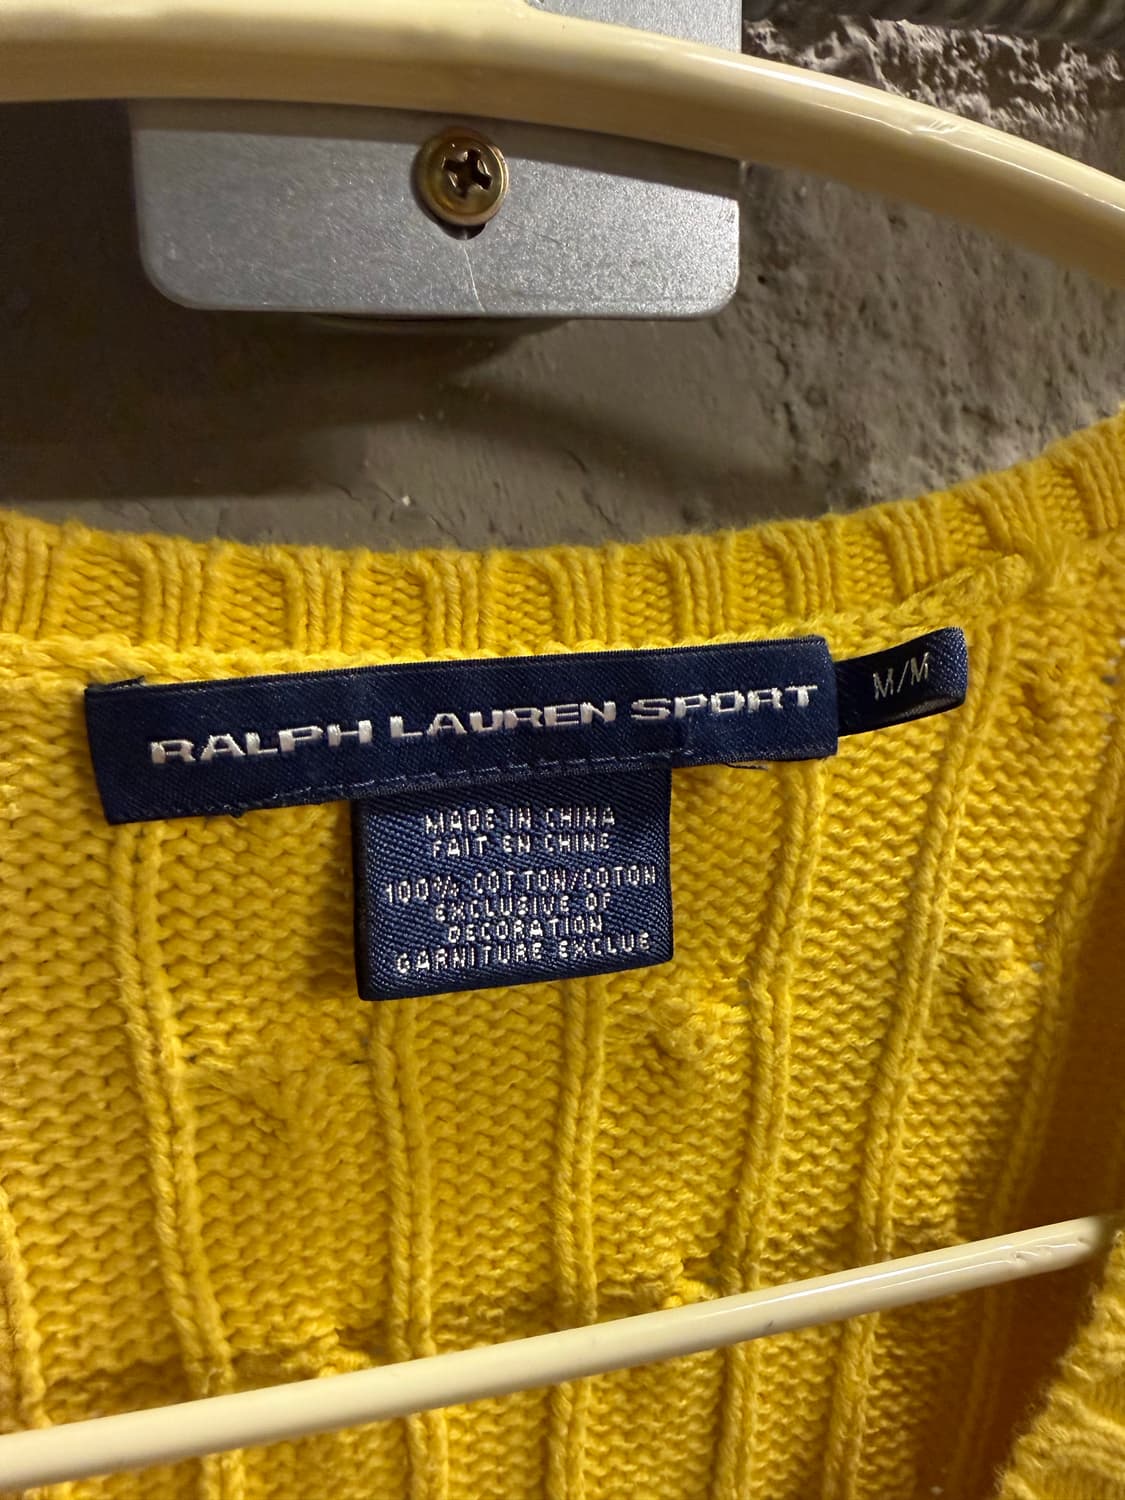 RALPH LAUREN SPORT
M/M
MADE IN CHINA
FAIT EN CHINE
100% COTTON/COTON
EXCLUSIVE OF
DECORATION
GARNITURE EXCLUE